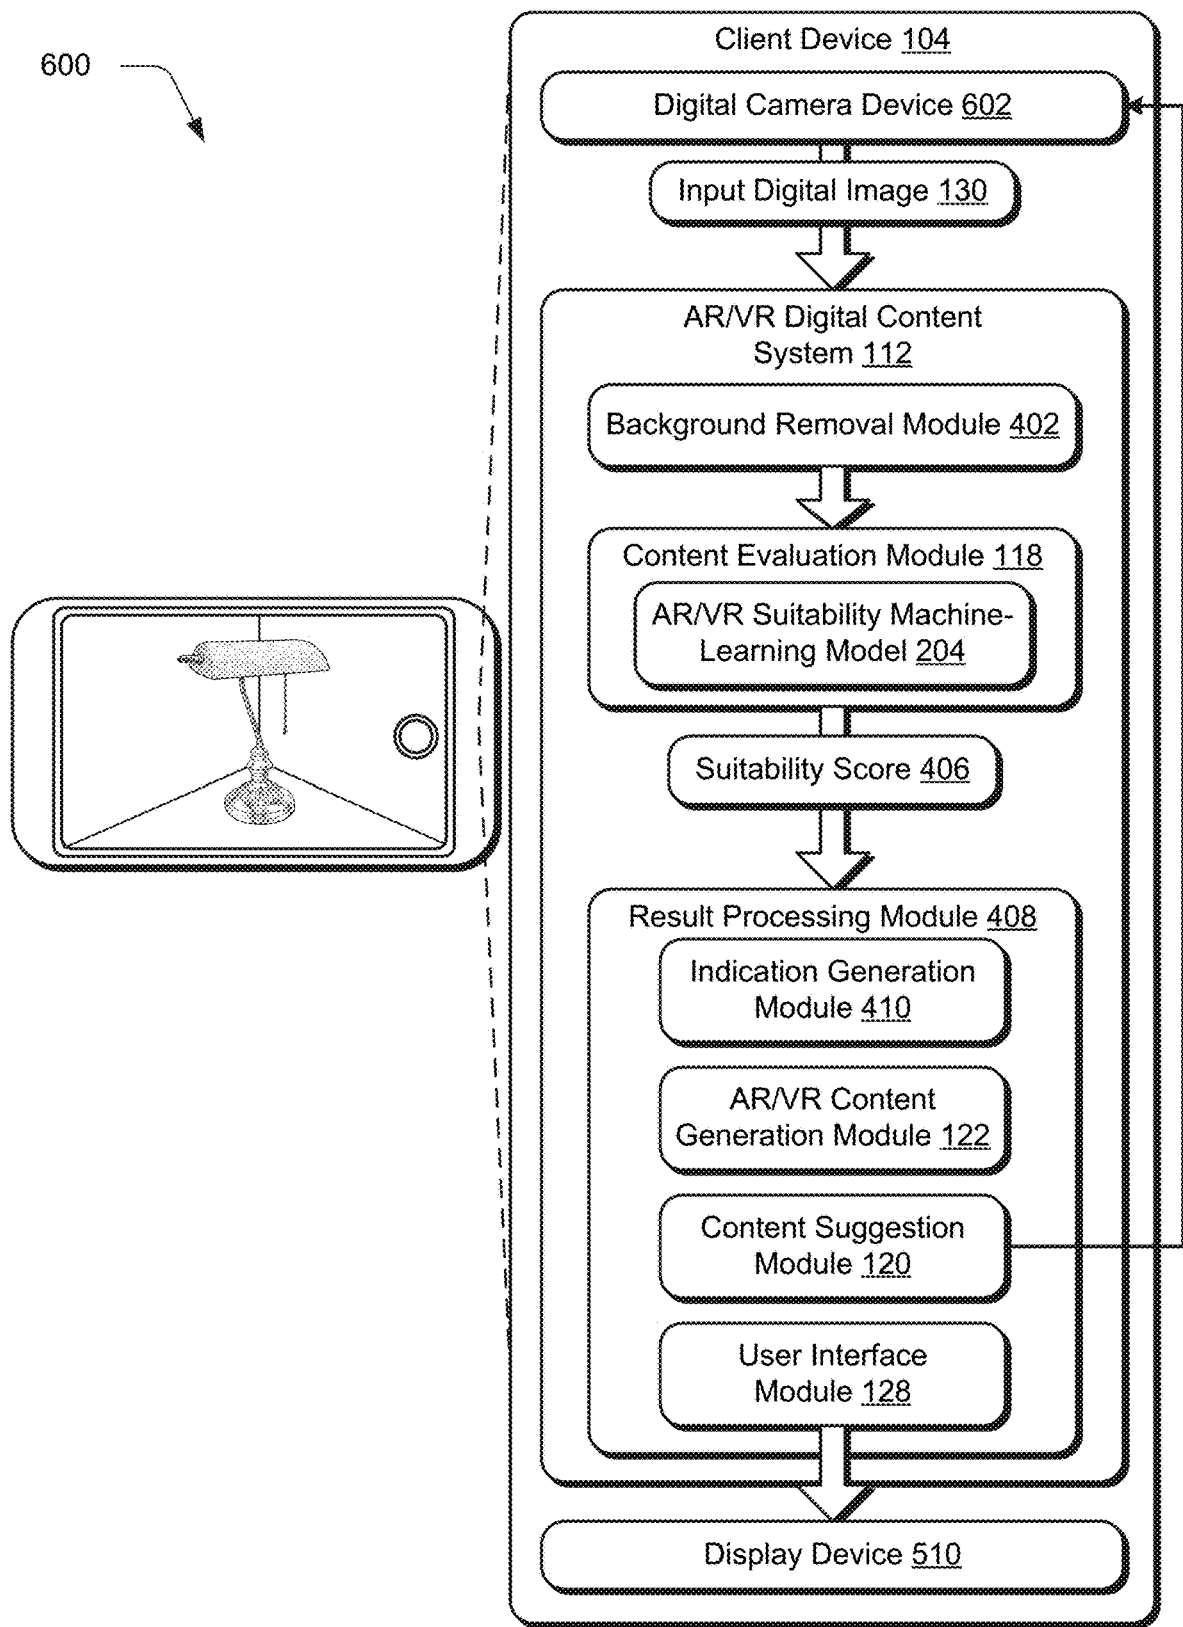 600
Client Device 104
Digital Camera Device 602
Input Digital Image 130
AR/VR Digital Content
System 112
Background Removal Module 402
Content Evaluation Module 118
AR/VR Suitability Machine-
Learning Model 204
Suitability Score 406
Result Processing Module 408
Indication Generation
Module 410
AR/VR Content
Generation Module 122
Content Suggestion
Module 120
User Interface
Module 128
Display Device 510